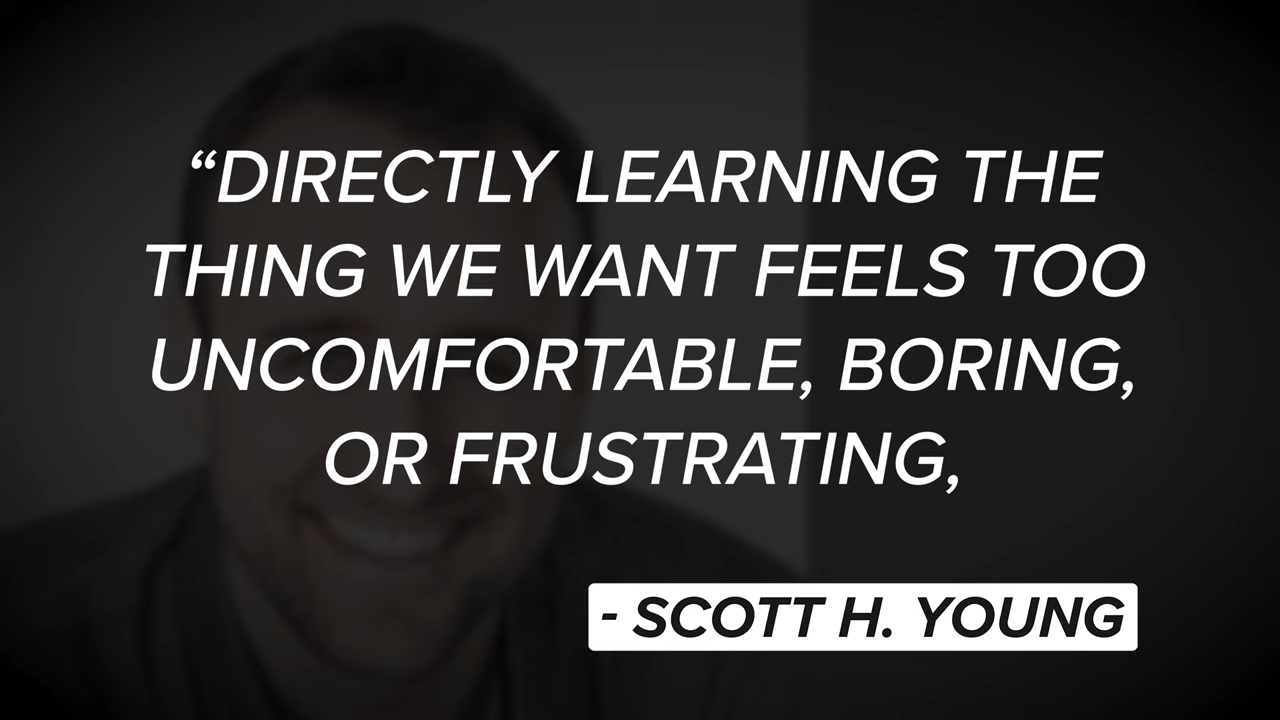 “DIRECTLY LEARNING THE
THING WE WANT FEELS TOO
UNCOMFORTABLE, BORING,
OR FRUSTRATING,
- SCOTT H. YOUNG